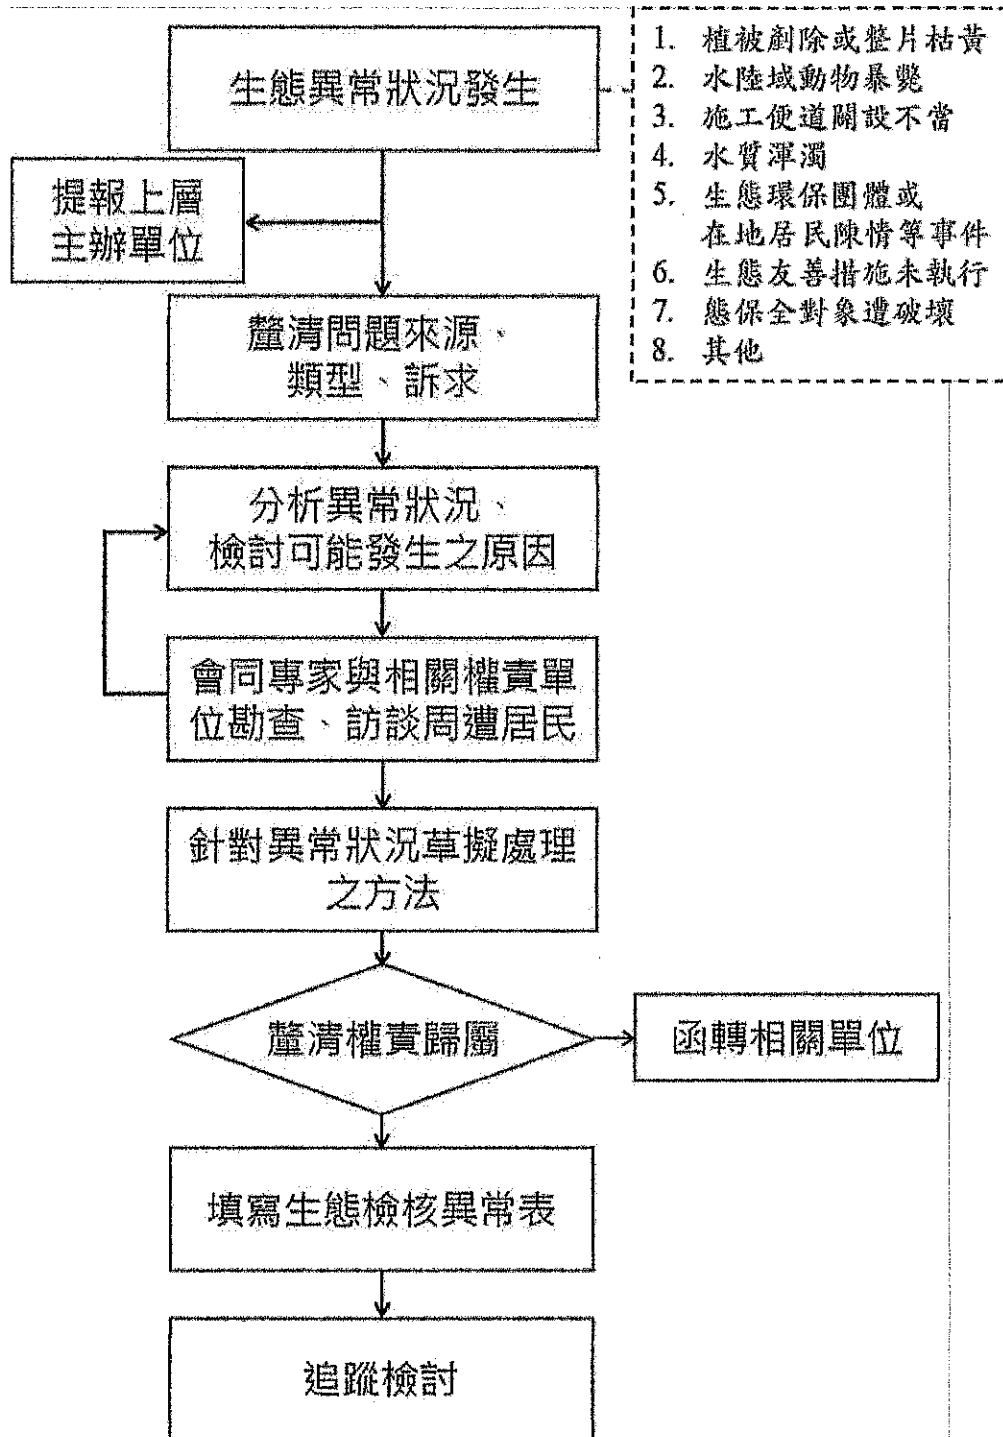 生態異常狀況發生
1. 植被剷除或整片枯黃
2. 水陸域動物暴斃
3. 施工便道闢設不當
4. 水質渾濁
5. 生態環保團體或
在地居民陳情等事件
6. 生態友善措施未執行
7. 態保全對象遭破壞
8. 其他
提報上層
主辦單位
釐清問題來源、
類型、訴求
分析異常狀況、
檢討可能發生之原因
會同專家與相關權責單
位勘查、訪談周遭居民
針對異常狀況草擬處理
之方法
釐清權責歸屬
函轉相關單位
填寫生態檢核異常表
追蹤檢討